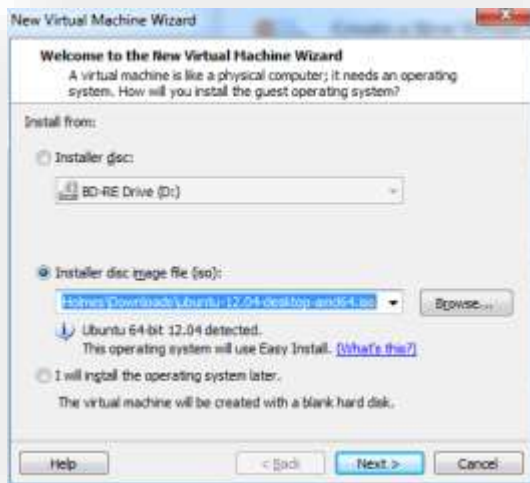 New Virtual Machine Wizard
Welcome to the New Virtual Machine Wizard
A virtual machine is like a physical computer; it needs an operating
system. How will you install the guest operating system?
Install from:
Installer disc:
BD-RE Drive (D:)
Installer disc image file (iso):
Holmes\Downloads\ubuntu-12.04-desktop-amd64.iso
Browse...
Ubuntu 64-bit 12.04 detected.
This operating system will use Easy Install. (What's this?)
I will install the operating system later.
The virtual machine will be created with a blank hard disk.
Help
< Back
Next >
Cancel